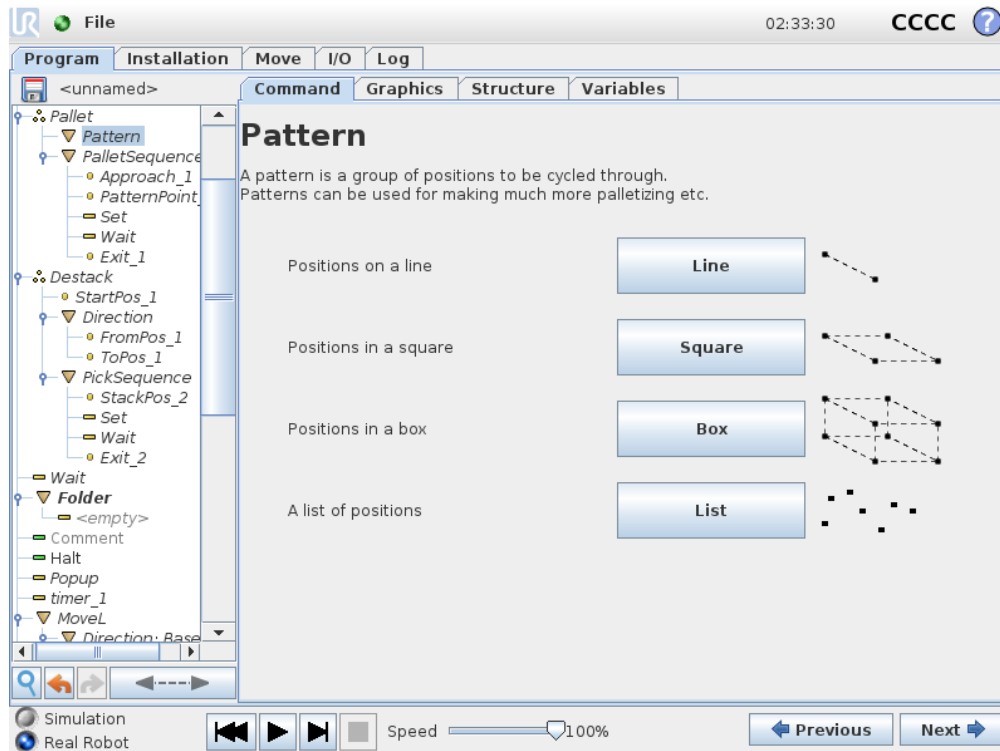 UR File 02:33:30 CCCC ?
Program Installation Move I/O Log
<unnamed>
Command Graphics Structure Variables
Pallet
Pattern
PalletSequence
Approach_1
PatternPoint_
Set
Wait
Exit_1
Destack
StartPos_1
Direction
FromPos_1
ToPos_1
PickSequence
StackPos_2
Set
Wait
Exit_2
Wait
Folder
<empty>
Comment
Halt
Popup
timer_1
MoveL
Direction: Base
Pattern
A pattern is a group of positions to be cycled through.
Patterns can be used for making much more palletizing etc.
Positions on a line Line
Positions in a square Square
Positions in a box Box
A list of positions List
Simulation
Real Robot
Speed 100%
Previous Next